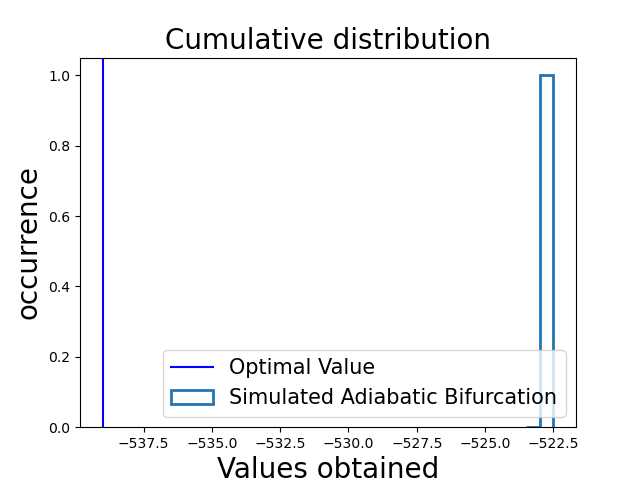 Cumulative distribution
1.0
0.8
0.6
0.4
0.2
0.0
occurrence
Optimal Value
Simulated Adiabatic Bifurcation
−537.5 −535.0 −532.5 −530.0 −527.5 −525.0 −522.5
Values obtained